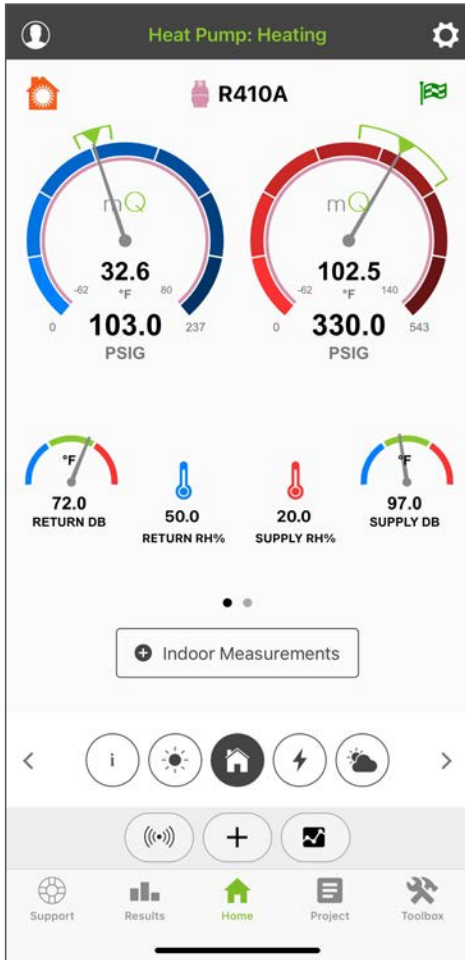 Heat Pump: Heating
R410A
mQ
mQ
32.6
102.5
-62 °F 80
-62 °F 140
0 103.0 237
0 330.0 543
PSIG
PSIG
°F
°F
72.0
RETURN DB
50.0
RETURN RH%
20.0
SUPPLY RH%
97.0
SUPPLY DB
Indoor Measurements
i
Support
Results
Home
Project
Toolbox